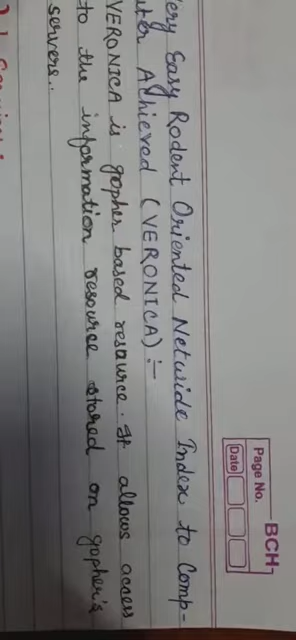 BCH
Page No.
Date
Very Easy Rodent Oriented Netwide Index to Comp-
uter Achieved (VERONICA) :-
VERONICA is gopher based resource. It allows access
to the information resource stored on gopher's
servers..